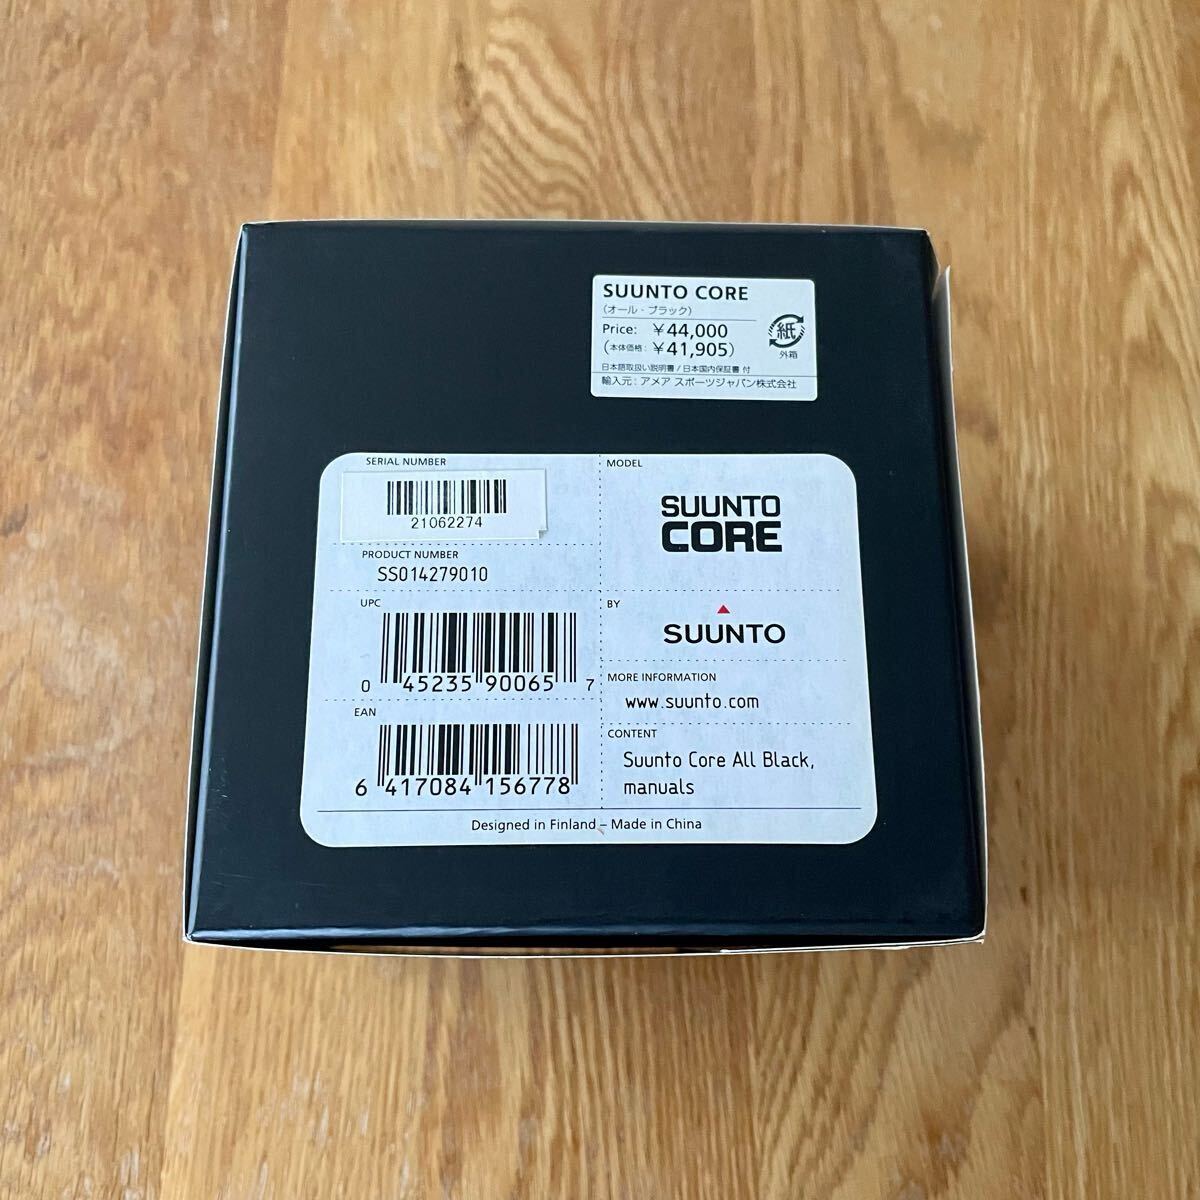 SUUNTO CORE
(オール・ブラック)
Price: ￥44,000
(本体価格: ￥41,905)
紙
外箱
日本語取扱い説明書 / 日本国内保証書 付
輸入元: アメア スポーツジャパン株式会社
SERIAL NUMBER
21062274
PRODUCT NUMBER
SS014279010
UPC
0 45235 90065 7
EAN
6 417084 156778
MODEL
SUUNTO
CORE
BY
SUUNTO
MORE INFORMATION
www.suunto.com
CONTENT
Suunto Core All Black,
manuals
Designed in Finland – Made in China